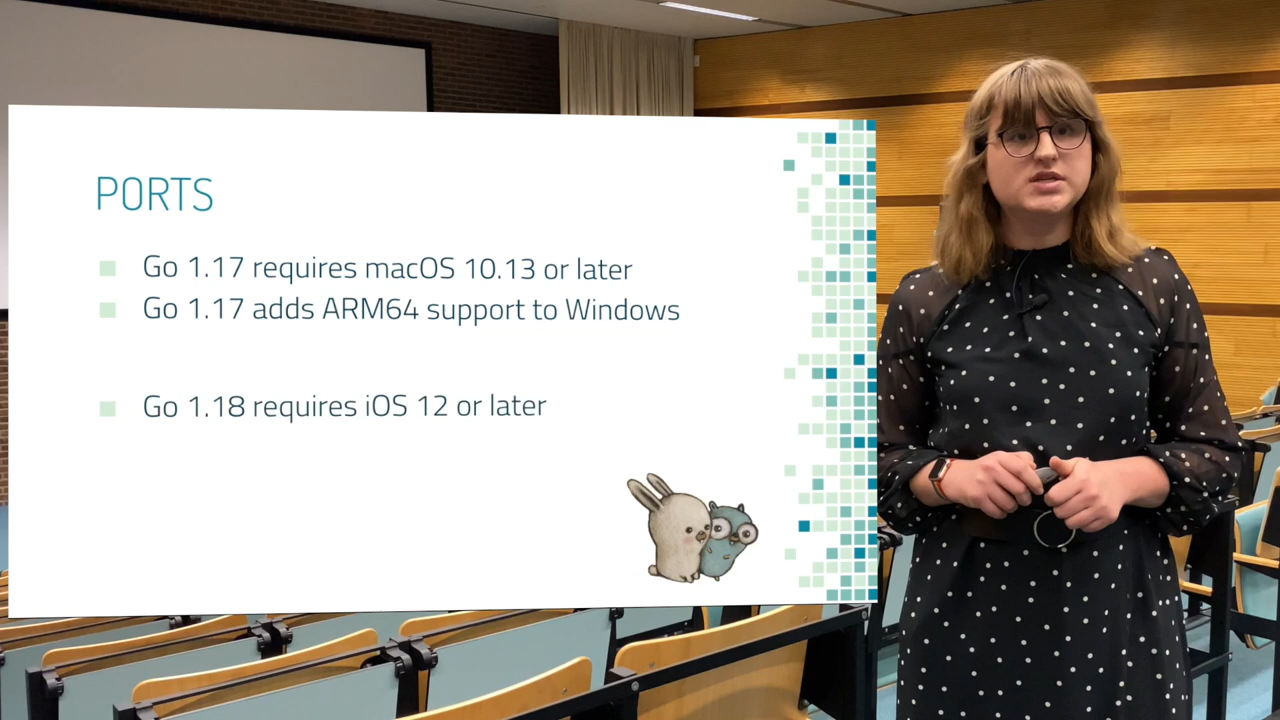 PORTS
Go 1.17 requires macOS 10.13 or later
Go 1.17 adds ARM64 support to Windows
Go 1.18 requires iOS 12 or later